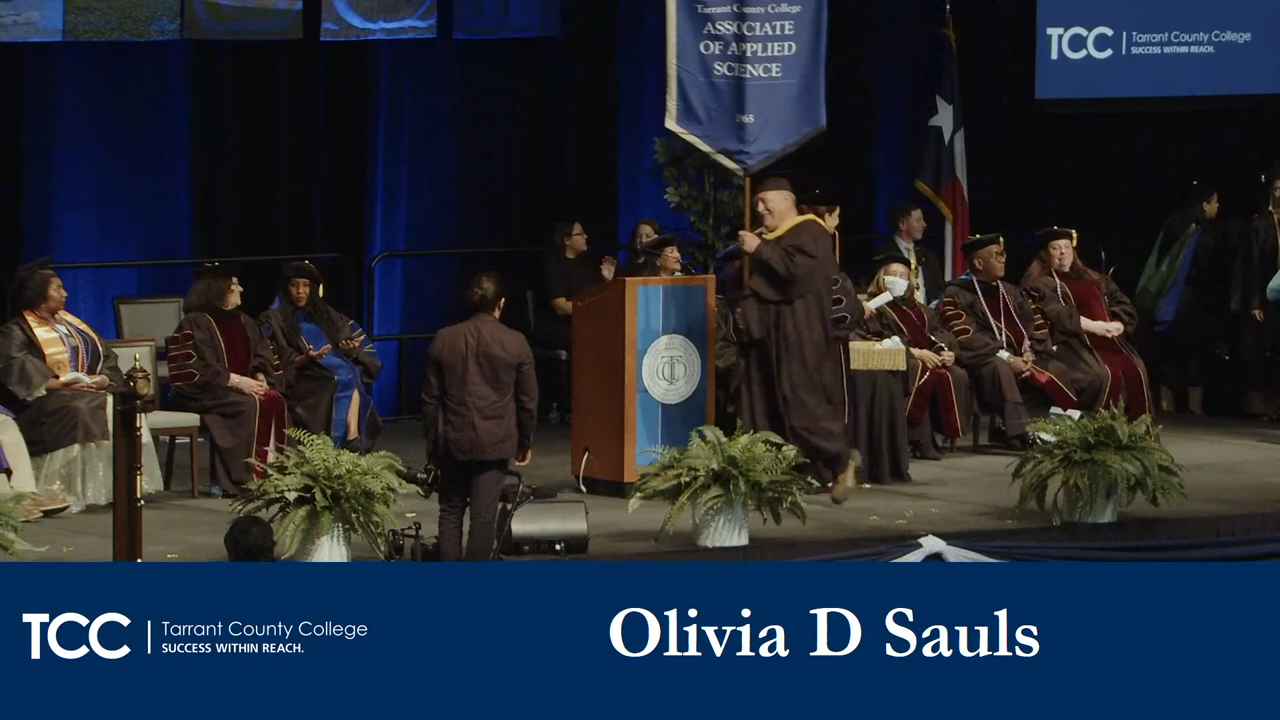 Tarrant County College
ASSOCIATE
OF APPLIED
SCIENCE
1965
TCC
Tarrant County College
SUCCESS WITHIN REACH.
TCC
Tarrant County College
SUCCESS WITHIN REACH.
Olivia D Sauls